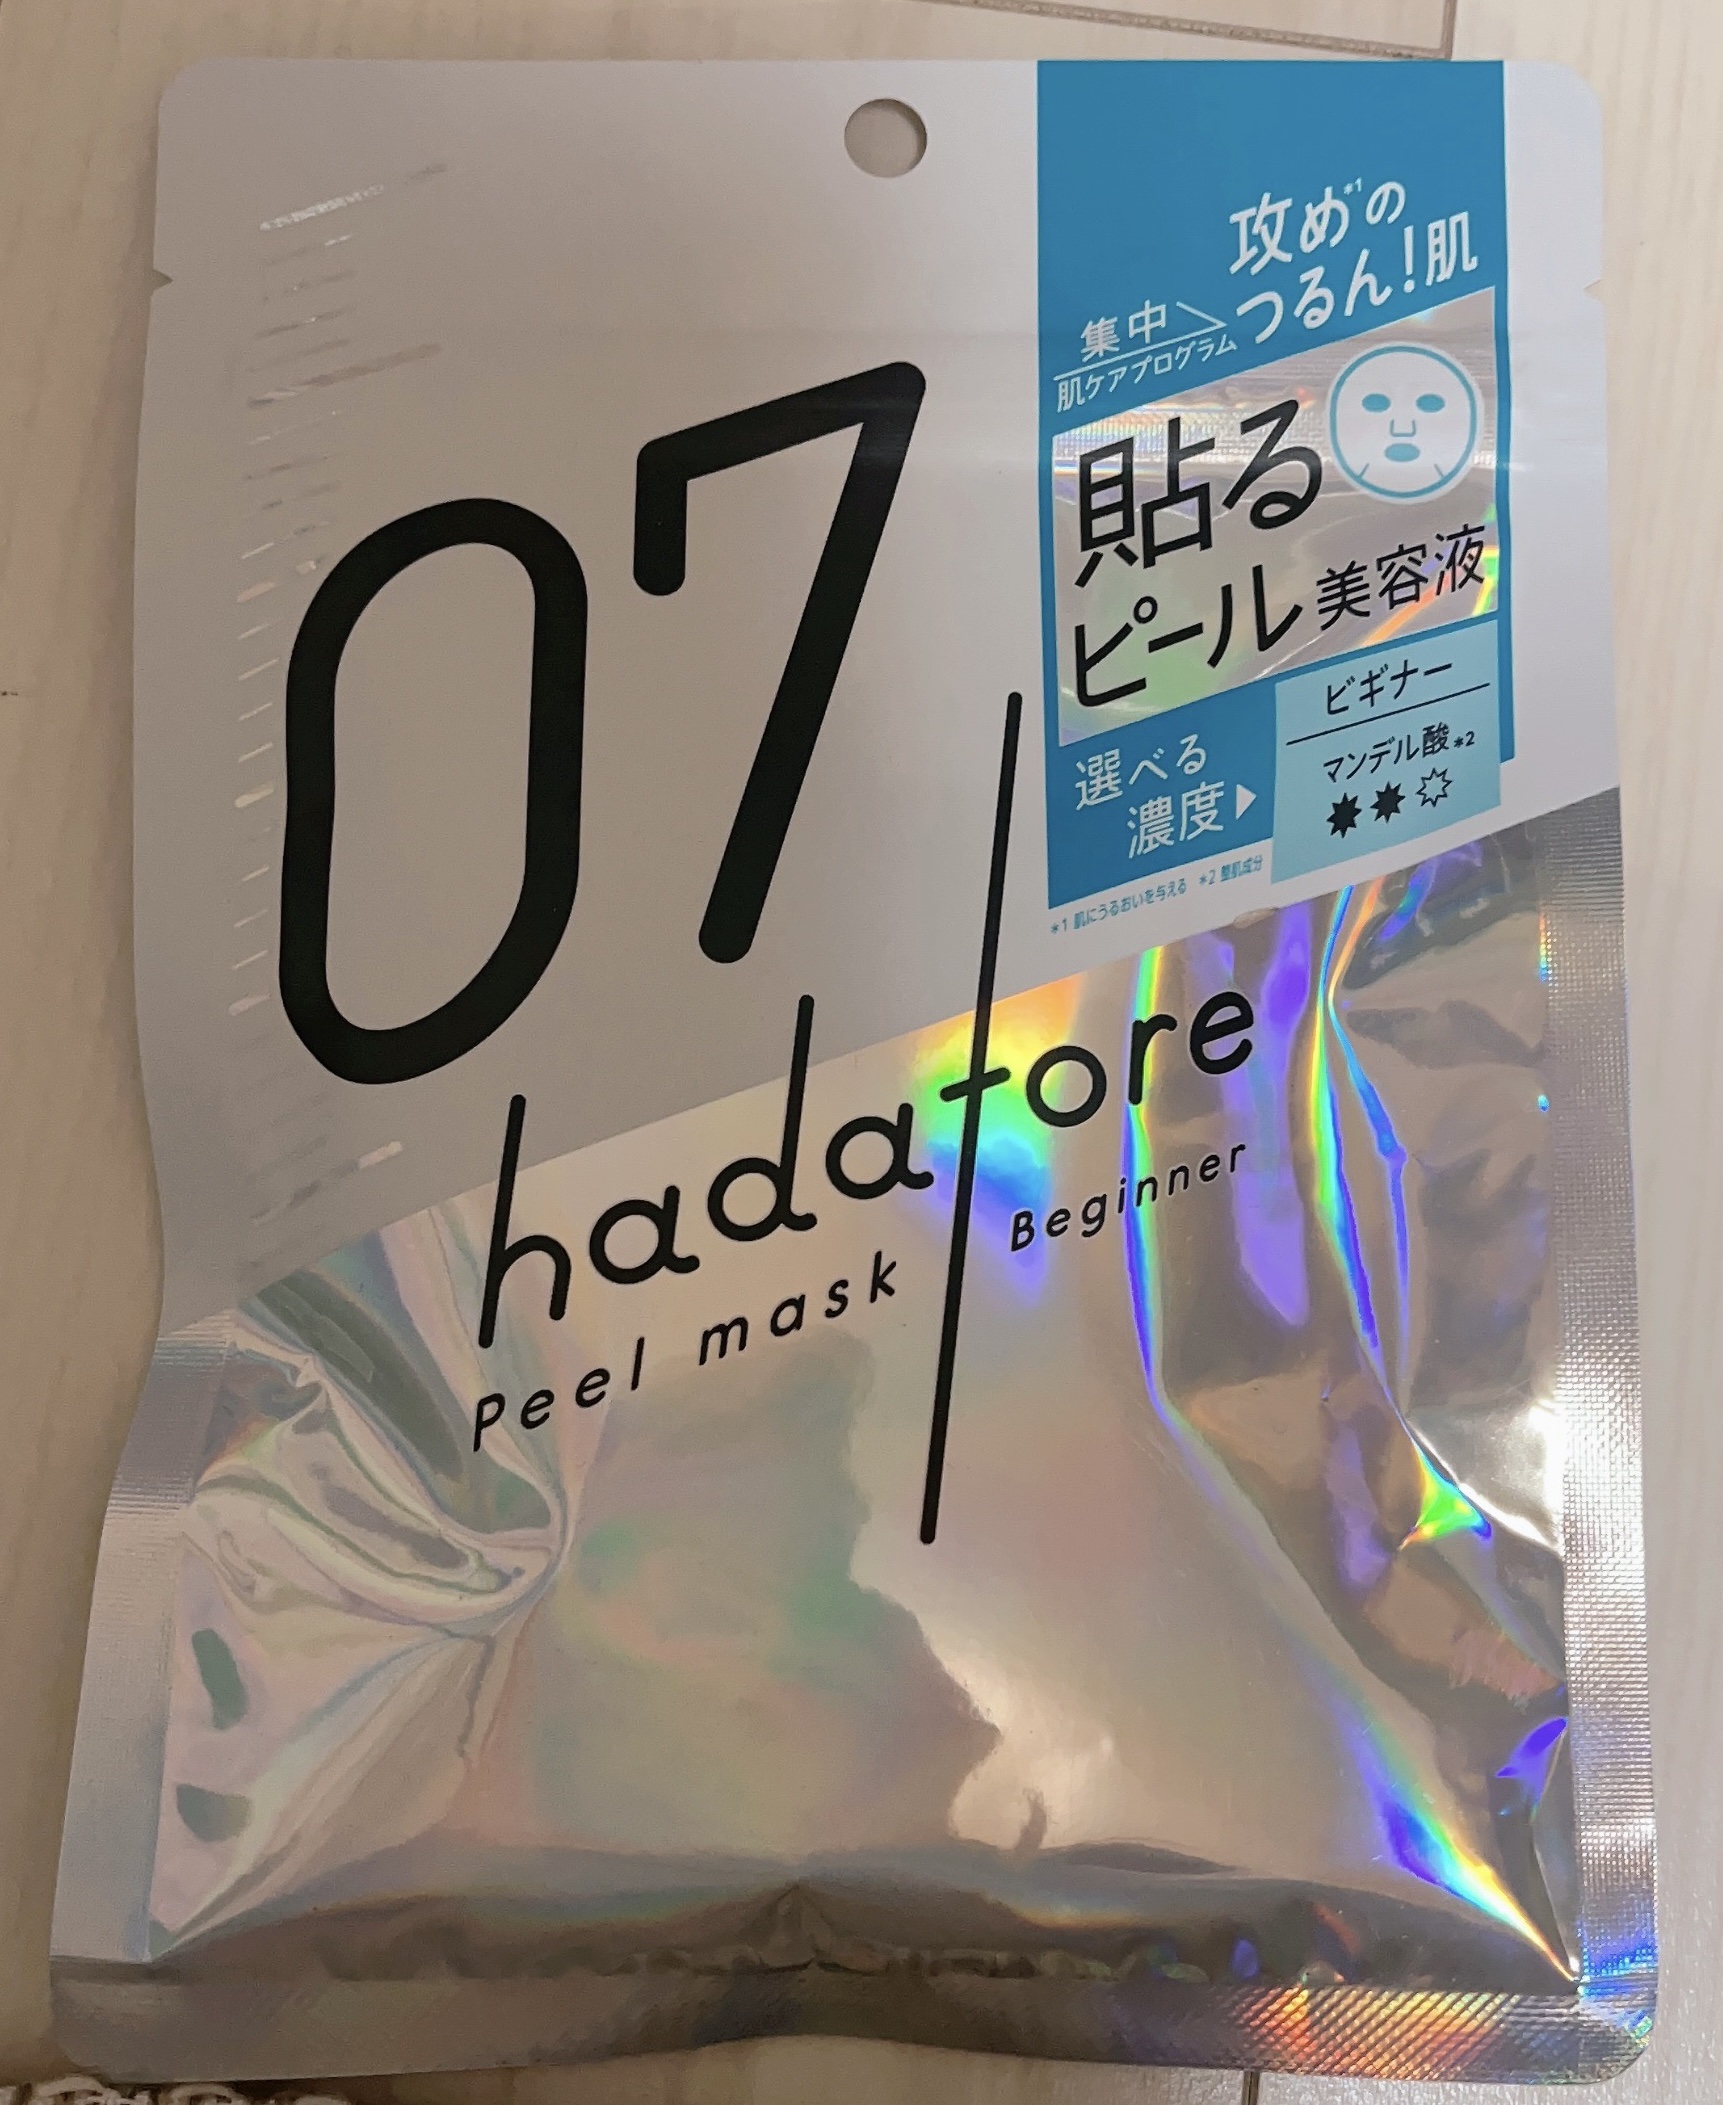 攻め*1の
つるん!肌
集中
肌ケアプログラム
貼る
ピール美容液
選べる
濃度▶
ビギナー
マンデル酸*2
*1 肌にうるおいを与える *2 整肌成分
07
hadafore
Peel mask
Beginner